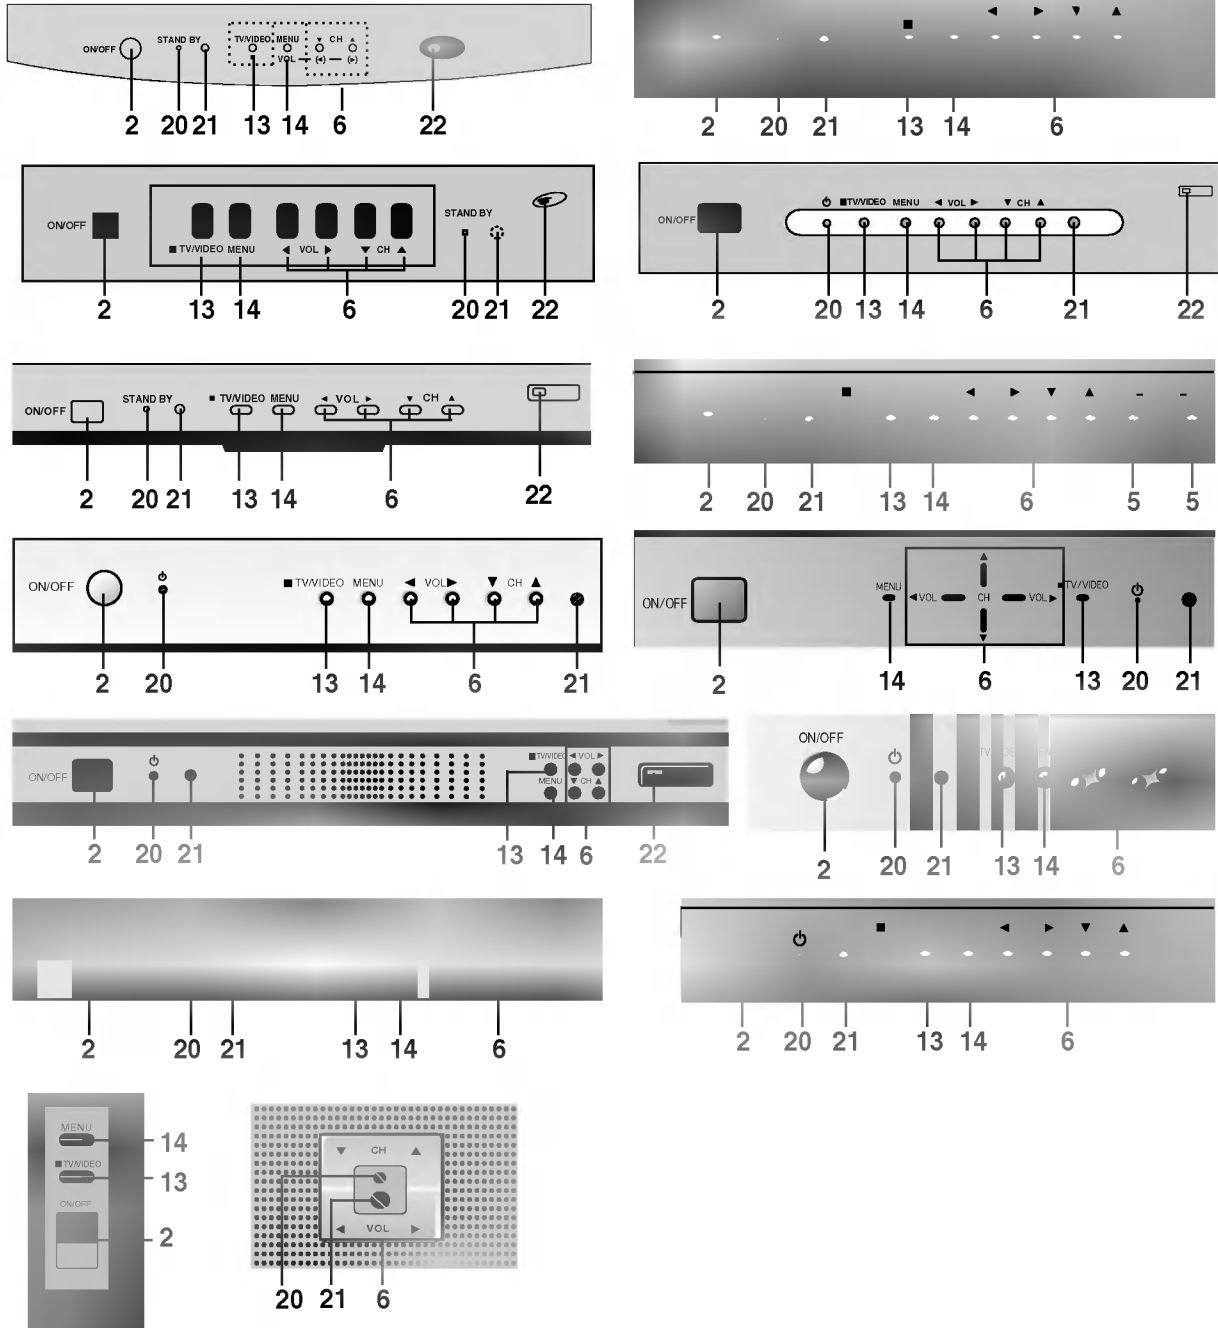 ON/OFF STAND BY TV/VIDEO MENU ▼ CH ▲
VOL (◄) (►)
2 20 21 13 14 6 22
■ ◄ ► ▼ ▲
2 20 21 13 14 6
ON/OFF
■ TV/VIDEO MENU ◄ VOL ► ▼ CH ▲
STAND BY
2 13 14 6 20 21 22
ON/OFF ■TV/VIDEO MENU ◄ VOL ► ▼ CH ▲
2 20 13 14 6 21 22
ON/OFF STAND BY ■ TV/VIDEO MENU ◄ VOL ► ▼ CH ▲
2 20 21 13 14 6 22
■ ◄ ► ▼ ▲ – –
2 20 21 13 14 6 5 5
ON/OFF ■ TV/VIDEO MENU ◄ VOL► ▼ CH ▲
2 20 13 14 6 21
ON/OFF MENU ▲ ■TV/VIDEO
◄VOL CH VOL►
▼
2 14 6 13 20 21
ON/OFF ■TV/VIDEO ◄VOL►
MENU ▼CH▲
2 20 21 13 14 6 22
ON/OFF
2 20 21 13 14 6
2 20 21 13 14 6
■ ◄ ► ▼ ▲
2 20 21 13 14 6
MENU
14
■TV/VIDEO
13
ON/OFF
2
▼ CH ▲
◄ VOL ►
20 21 6